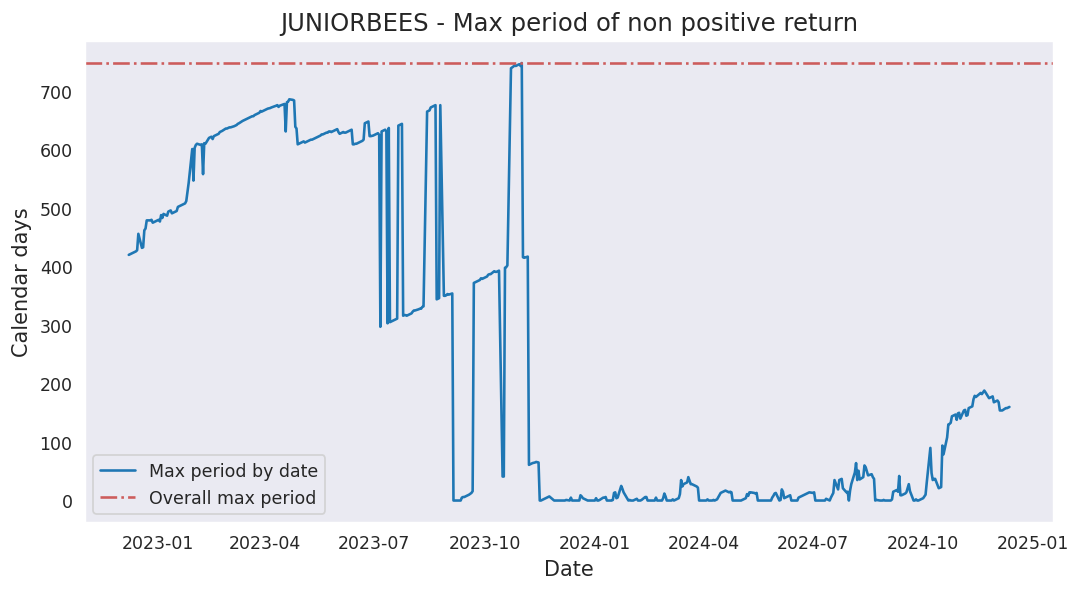 JUNIORBEES - Max period of non positive return
Calendar days
700
600
500
400
300
200
100
0
Max period by date
Overall max period
2023-01 2023-04 2023-07 2023-10 2024-01 2024-04 2024-07 2024-10 2025-01
Date